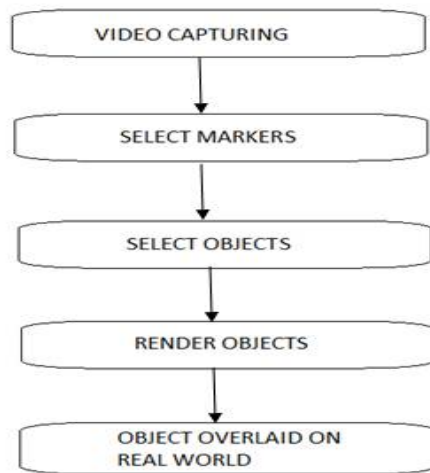 VIDEO CAPTURING
SELECT MARKERS
SELECT OBJECTS
RENDER OBJECTS
OBJECT OVERLAID ON
REAL WORLD